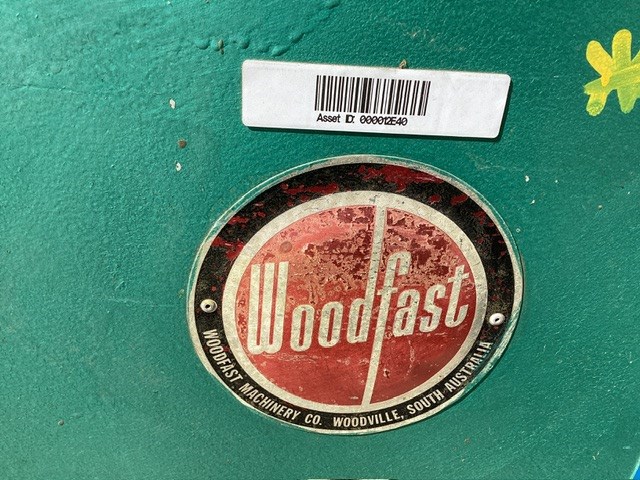 Asset ID: 000012E40
Woodfast
WOODFAST MACHINERY CO. WOODVILLE, SOUTH AUSTRALIA